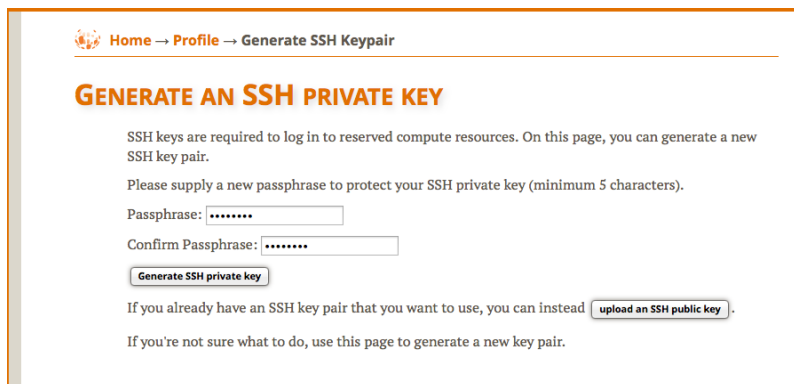 Home → Profile → Generate SSH Keypair
GENERATE AN SSH PRIVATE KEY
SSH keys are required to log in to reserved compute resources. On this page, you can generate a new
SSH key pair.
Please supply a new passphrase to protect your SSH private key (minimum 5 characters).
Passphrase: ••••••••
Confirm Passphrase: ••••••••
Generate SSH private key
If you already have an SSH key pair that you want to use, you can instead upload an SSH public key .
If you're not sure what to do, use this page to generate a new key pair.